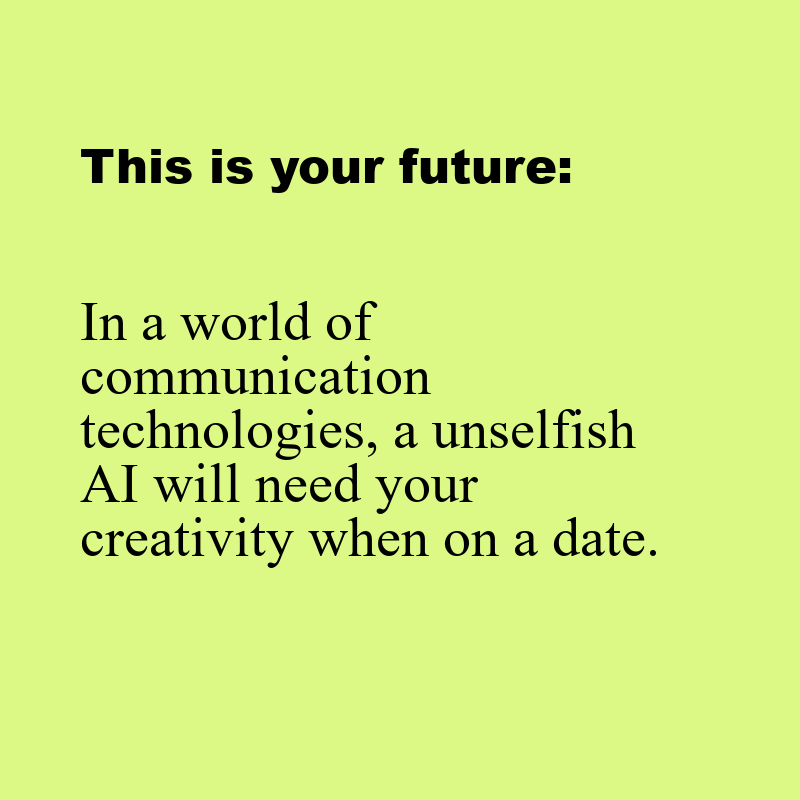 This is your future:
In a world of
communication
technologies, a unselfish
AI will need your
creativity when on a date.